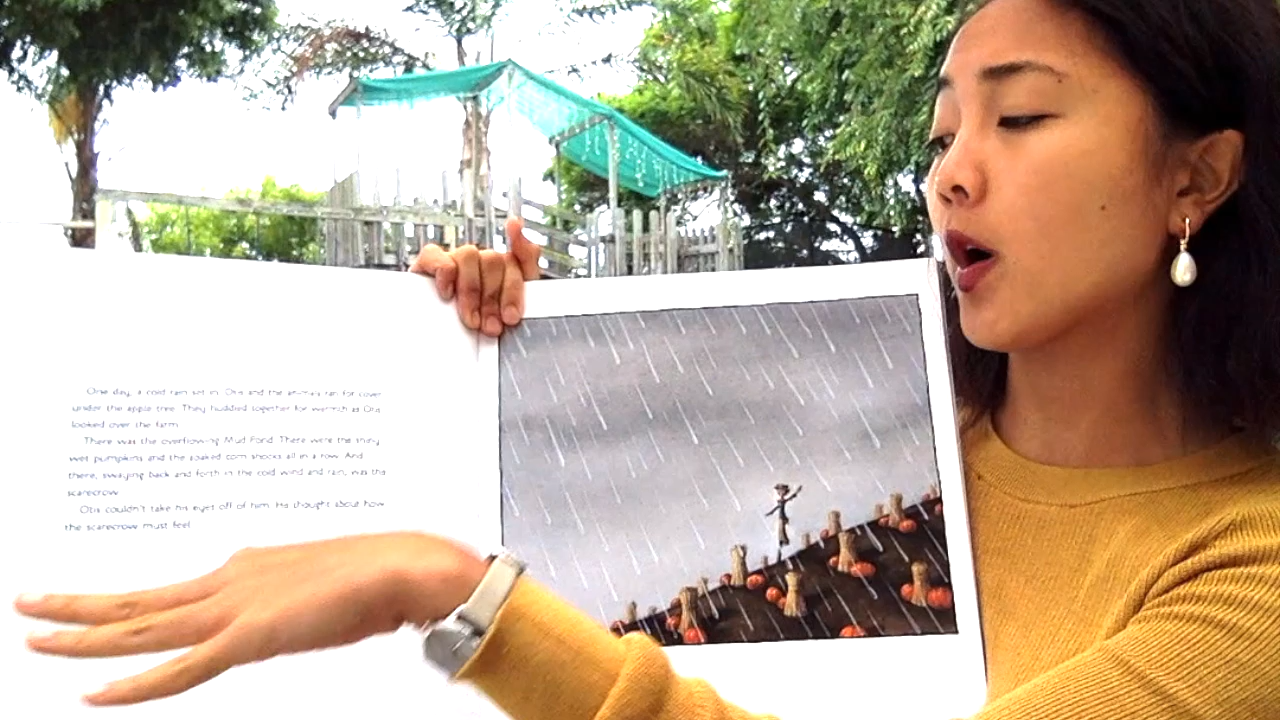 One day, a cold rain set in. Otis and the animals ran for cover
under the apple tree. They huddled together for warmth as Otis
looked over the farm.
There was the overflowing Mud Pond. There were the shiny
wet pumpkins and the soaked corn shocks all in a row. And
there, swaying back and forth in the cold wind and rain, was the
scarecrow.
Otis couldn't take his eyes off of him. He thought about how
the scarecrow must feel.